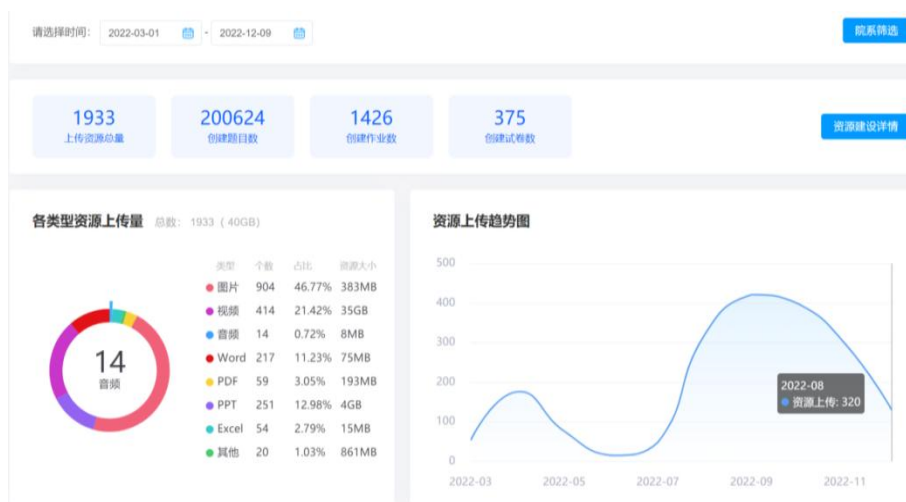 请选择时间: 2022-03-01 - 2022-12-09 院系筛选
1933 200624 1426 375
上传资源总量 创建题目数 创建作业数 创建试卷数
资源建设详情
各类型资源上传量 总数: 1933 ( 40GB)
类型 个数 占比 资源大小
图片 904 46.77% 383MB
视频 414 21.42% 35GB
音频 14 0.72% 8MB
Word 217 11.23% 75MB
PDF 59 3.05% 193MB
PPT 251 12.98% 4GB
Excel 54 2.79% 15MB
其他 20 1.03% 861MB
14
音频
资源上传趋势图
500
400
300
200
100
0
2022-08
资源上传: 320
2022-03 2022-05 2022-07 2022-09 2022-11